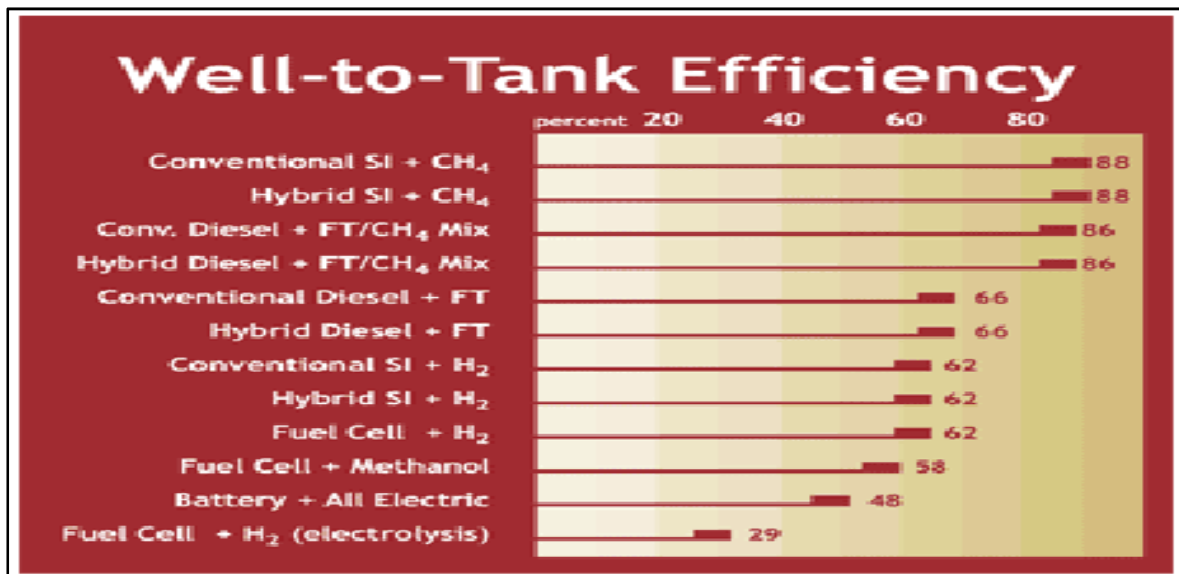 Well-to-Tank Efficiency
percent 20 40 60 80
Conventional SI + CH₄ 88
Hybrid SI + CH₄ 88
Conv. Diesel + FT/CH₄ Mix 86
Hybrid Diesel + FT/CH₄ Mix 86
Conventional Diesel + FT 66
Hybrid Diesel + FT 66
Conventional SI + H₂ 62
Hybrid SI + H₂ 62
Fuel Cell + H₂ 62
Fuel Cell + Methanol 58
Battery + All Electric 48
Fuel Cell + H₂ (electrolysis) 29